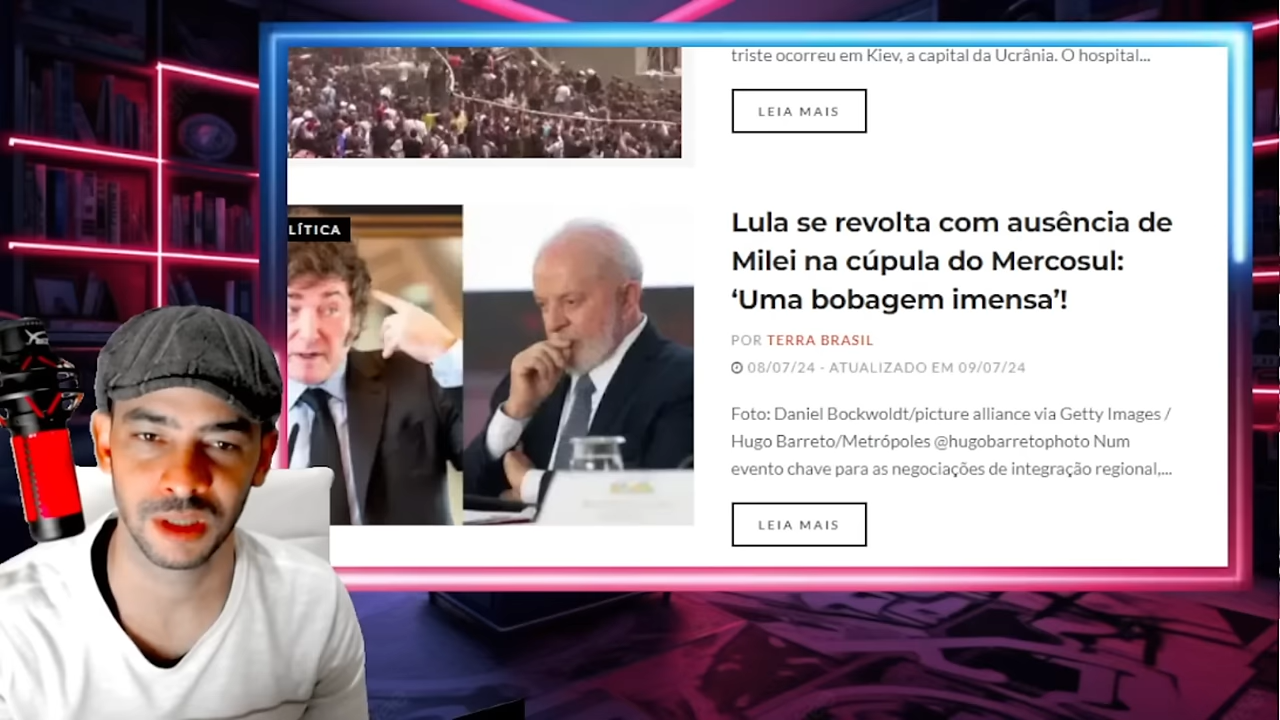 triste ocorreu em Kiev, a capital da Ucrânia. O hospital...
LEIA MAIS
LÍTICA
Lula se revolta com ausência de
Milei na cúpula do Mercosul:
‘Uma bobagem imensa’!
POR TERRA BRASIL
08/07/24 - ATUALIZADO EM 09/07/24
Foto: Daniel Bockwoldt/picture alliance via Getty Images /
Hugo Barreto/Metrópoles @hugobarretophoto Num
evento chave para as negociações de integração regional,...
LEIA MAIS